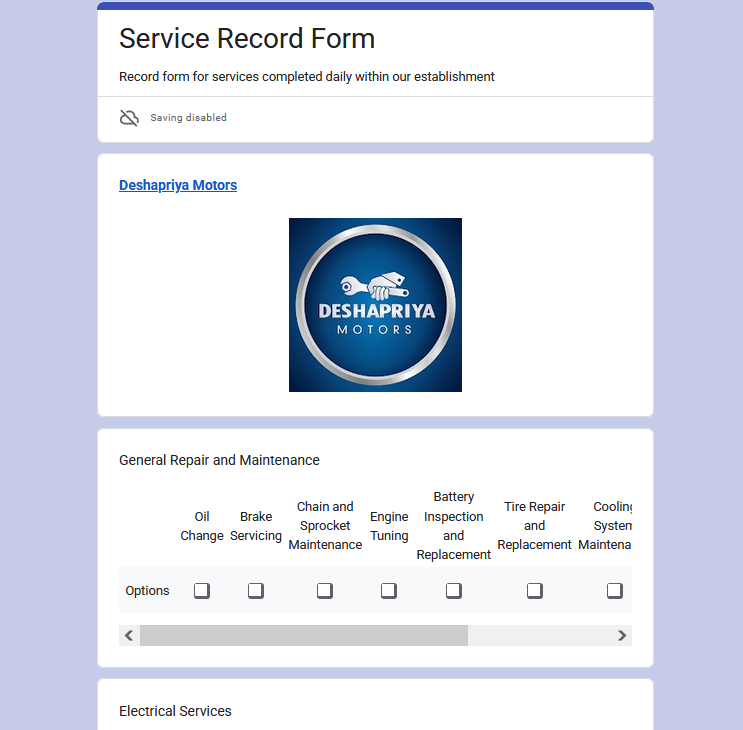 Service Record Form
Record form for services completed daily within our establishment
Saving disabled
Deshapriya Motors
DESHAPRIYA
MOTORS
General Repair and Maintenance
Oil
Change
Brake
Servicing
Chain and
Sprocket
Maintenance
Engine
Tuning
Battery
Inspection
and
Replacement
Tire Repair
and
Replacement
Cooling
System
Maintena
Options
Electrical Services